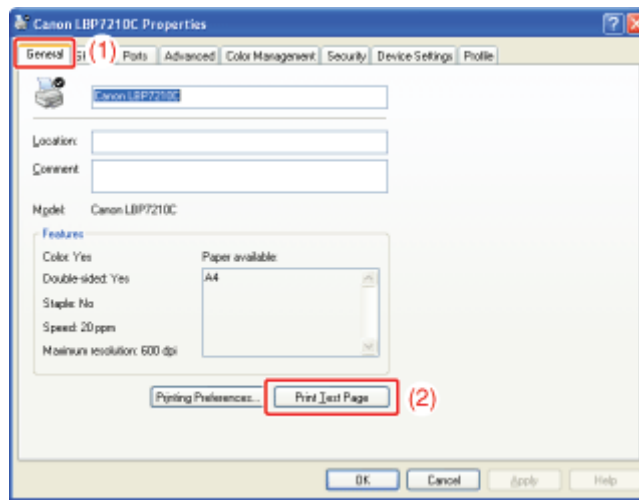 Canon LBP7210C Properties
General (1) Ports Advanced Color Management Security Device Settings Profile
Canon LBP7210C
Location:
Comment:
Model: Canon LBP7210C
Features
Color: Yes Paper available:
Double-sided: Yes A4
Staple: No
Speed: 20 ppm
Maximum resolution: 600 dpi
Printing Preferences... Print Test Page (2)
OK Cancel Apply Help